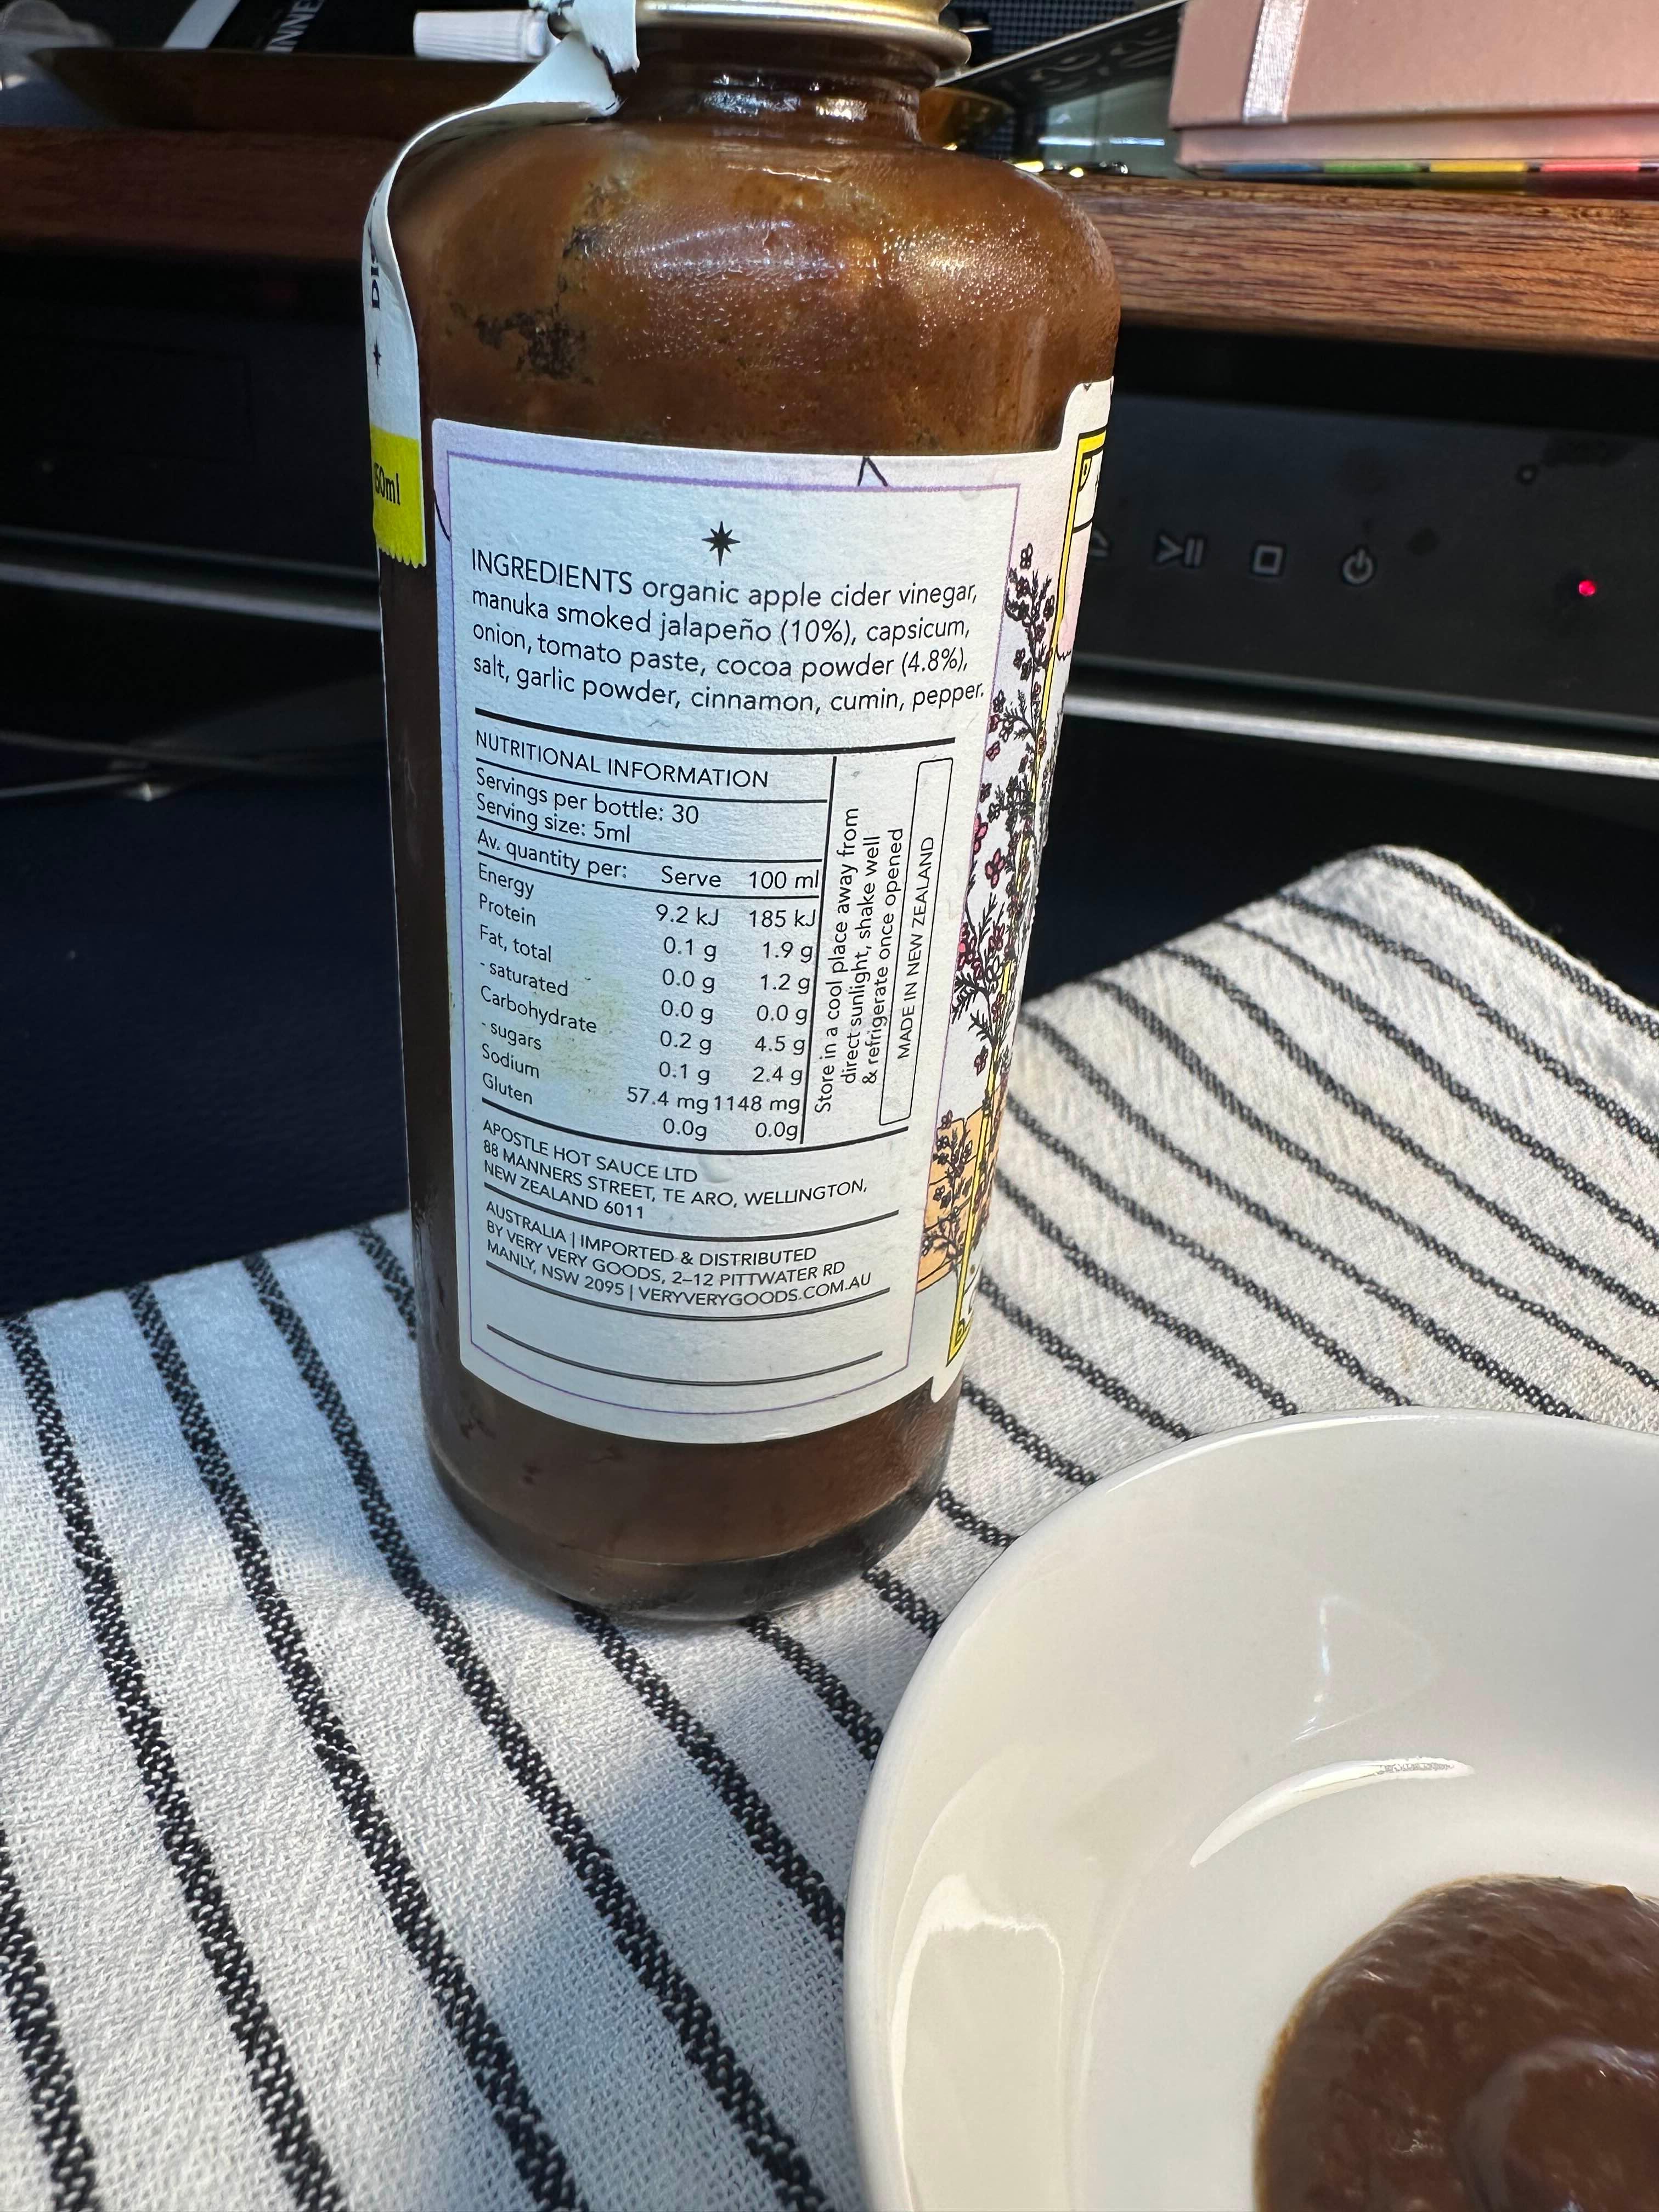 INGREDIENTS organic apple cider vinegar,
manuka smoked jalapeño (10%), capsicum,
onion, tomato paste, cocoa powder (4.8%),
salt, garlic powder, cinnamon, cumin, pepper.
NUTRITIONAL INFORMATION
Servings per bottle: 30
Serving size: 5ml
Av. quantity per: Serve 100 ml
Energy 9.2 kJ 185 kJ
Protein 0.1 g 1.9 g
Fat, total 0.0 g 1.2 g
- saturated 0.0 g 0.0 g
Carbohydrate 0.2 g 4.5 g
- sugars 0.1 g 2.4 g
Sodium 57.4 mg 1148 mg
Gluten 0.0g 0.0g
Store in a cool place away from
direct sunlight, shake well
& refrigerate once opened
MADE IN NEW ZEALAND
APOSTLE HOT SAUCE LTD
88 MANNERS STREET, TE ARO, WELLINGTON,
NEW ZEALAND 6011
AUSTRALIA | IMPORTED & DISTRIBUTED
BY VERY VERY GOODS, 2–12 PITTWATER RD
MANLY, NSW 2095 | VERYVERYGOODS.COM.AU